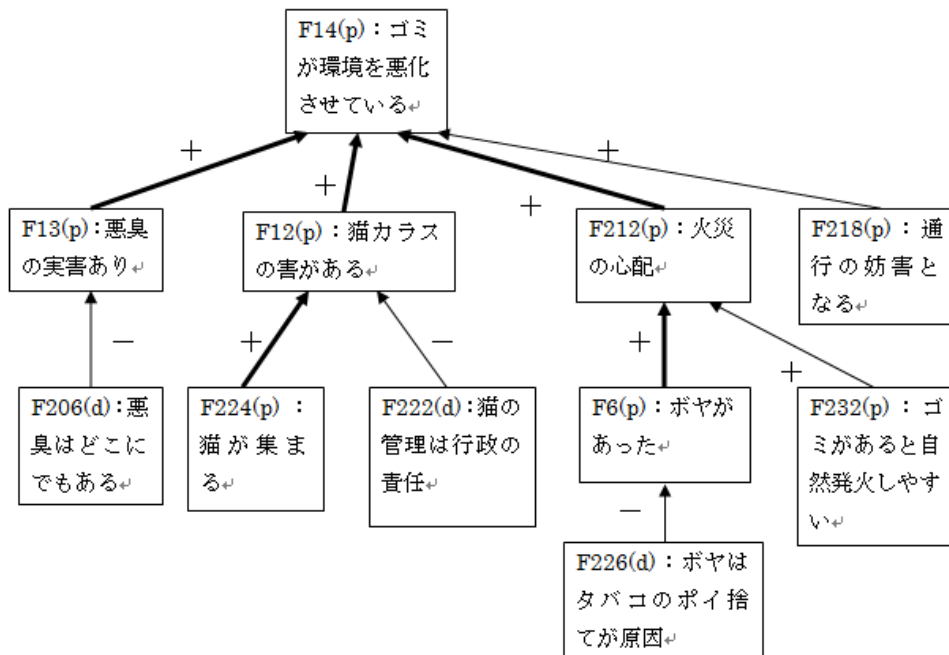 F14(p)：ゴミ
が環境を悪化
させている↵
+
+
+
+
F13(p)：悪臭
の実害あり↵
F12(p)：猫カラス
の害がある↵
F212(p)：火災
の心配↵
F218(p)：通
行の妨害と
なる↵
−
+
−
+
+
F206(d)：悪
臭はどこに
でもある↵
F224(p)：
猫が集ま
る↵
F222(d)：猫の
管理は行政の
責任↵
F6(p)：ボヤが
あった↵
F232(p)：ゴ
ミがあると自
然発火しやす
い↵
−
F226(d)：ボヤは
タバコのポイ捨
てが原因↵